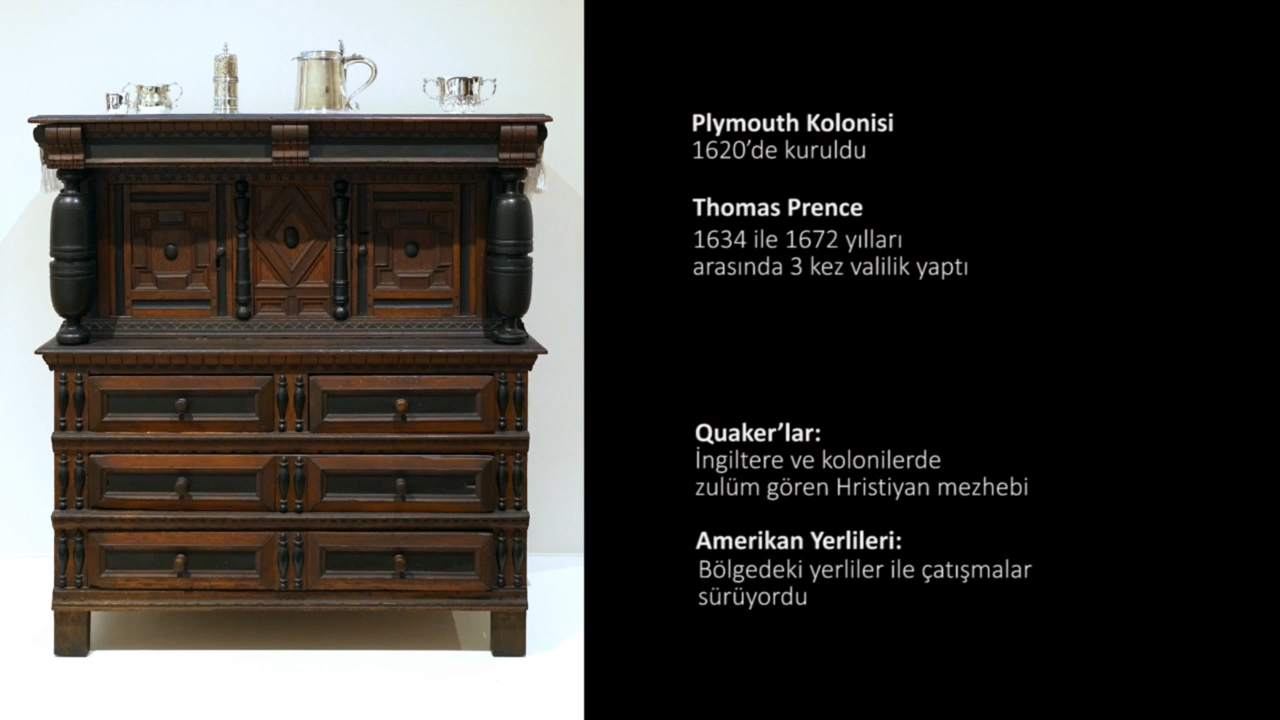 Plymouth Kolonisi
1620’de kuruldu
Thomas Prence
1634 ile 1672 yılları
arasında 3 kez valilik yaptı
Quaker’lar:
İngiltere ve kolonilerde
zulüm gören Hristiyan mezhebi
Amerikan Yerlileri:
Bölgedeki yerliler ile çatışmalar
sürüyordu